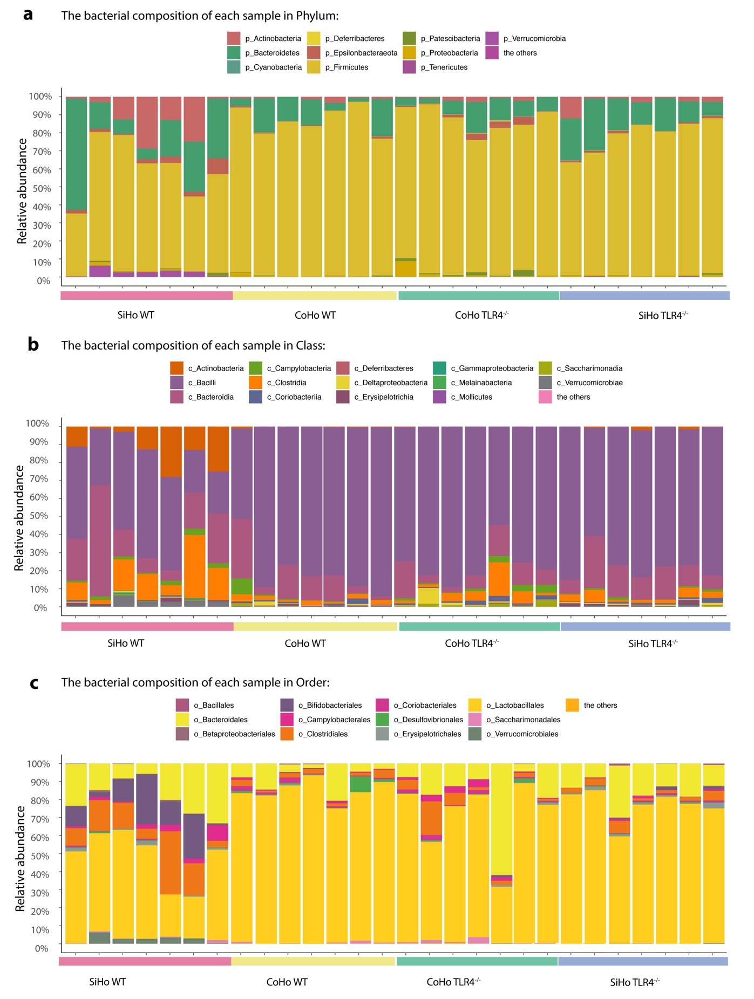 a The bacterial composition of each sample in Phylum:
p_Actinobacteria p_Deferribacteres p_Patescibacteria p_Verrucomicrobia
p_Bacteroidetes p_Epsilonbacteraeota p_Proteobacteria the others
p_Cyanobacteria p_Firmicutes p_Tenericutes
Relative abundance
100%
90%
80%
70%
60%
50%
40%
30%
20%
10%
0%
SiHo WT CoHo WT CoHo TLR4-/- SiHo TLR4-/-
b The bacterial composition of each sample in Class:
c_Actinobacteria c_Campylobacteria c_Deferribacteres c_Gammaproteobacteria c_Saccharimonadia
c_Bacilli c_Clostridia c_Deltaproteobacteria c_Melainabacteria c_Verrucomicrobiae
c_Bacteroidia c_Coriobacteriia c_Erysipelotrichia c_Mollicutes the others
Relative abundance
100%
90%
80%
70%
60%
50%
40%
30%
20%
10%
0%
SiHo WT CoHo WT CoHo TLR4-/- SiHo TLR4-/-
c The bacterial composition of each sample in Order:
o_Bacillales o_Bifidobacteriales o_Coriobacteriales o_Lactobacillales the others
o_Bacteroidales o_Campylobacterales o_Desulfovibrionales o_Saccharimonadales
o_Betaproteobacteriales o_Clostridiales o_Erysipelotrichales o_Verrucomicrobiales
Relative abundance
100%
90%
80%
70%
60%
50%
40%
30%
20%
10%
0%
SiHo WT CoHo WT CoHo TLR4-/- SiHo TLR4-/-